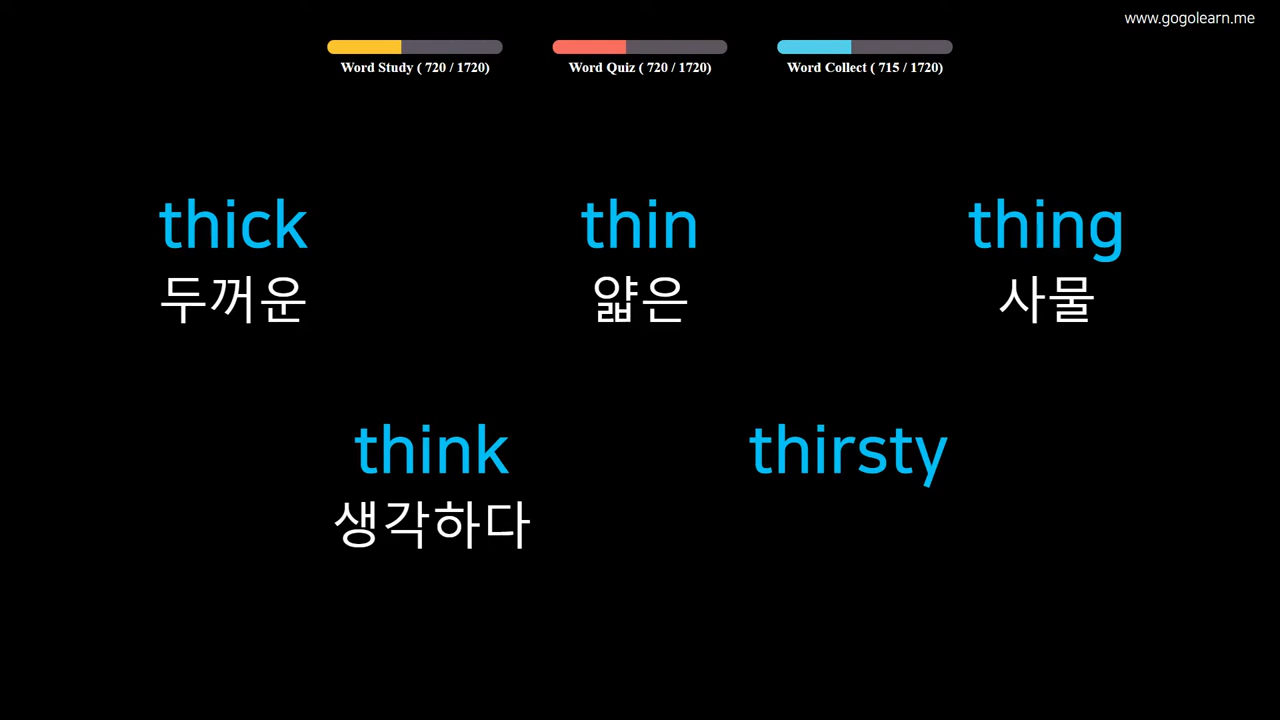 www.gogolearn.me
Word Study ( 720 / 1720)
Word Quiz ( 720 / 1720)
Word Collect ( 715 / 1720)
thick
두꺼운
thin
얇은
thing
사물
think
생각하다
thirsty